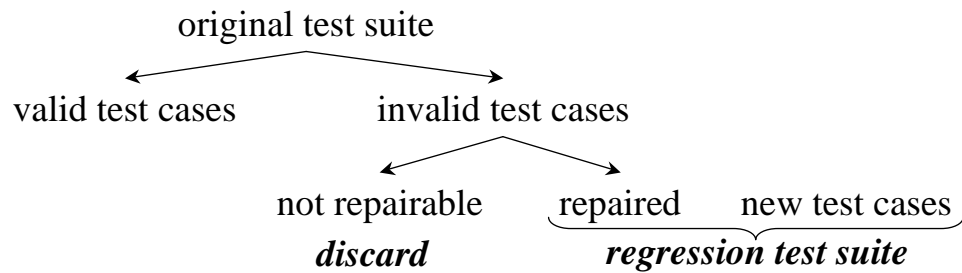 original test suite
valid test cases invalid test cases
not repairable repaired new test cases
discard regression test suite